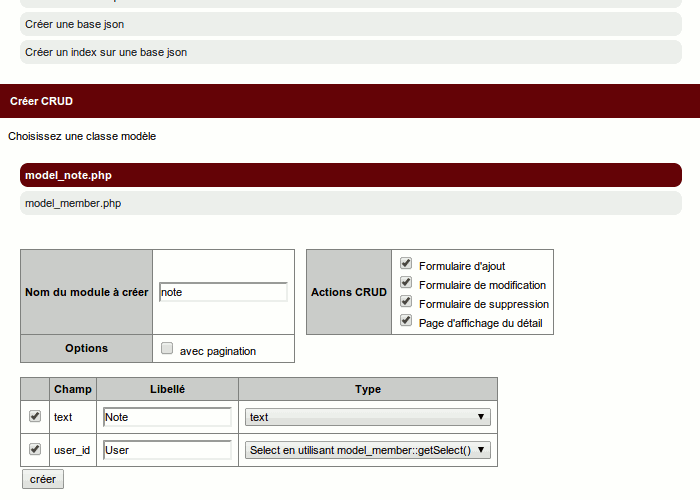 Créer une base json
Créer un index sur une base json
Créer CRUD
Choisissez une classe modèle
model_note.php
model_member.php
Nom du module à créer note
Options avec pagination
Actions CRUD
Formulaire d'ajout
Formulaire de modification
Formulaire de suppression
Page d'affichage du détail
Champ Libellé Type
text Note text
user_id User Select en utilisant model_member::getSelect()
créer